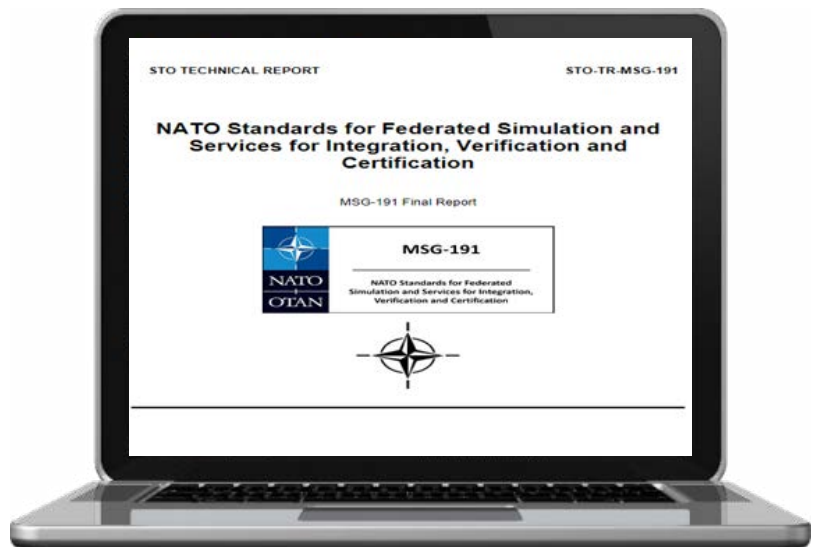 STO TECHNICAL REPORT STO-TR-MSG-191
NATO Standards for Federated Simulation and
Services for Integration, Verification and
Certification
MSG-191 Final Report
MSG-191
NATO
OTAN
NATO Standards for Federated
Simulation and Services for Integration,
Verification and Certification